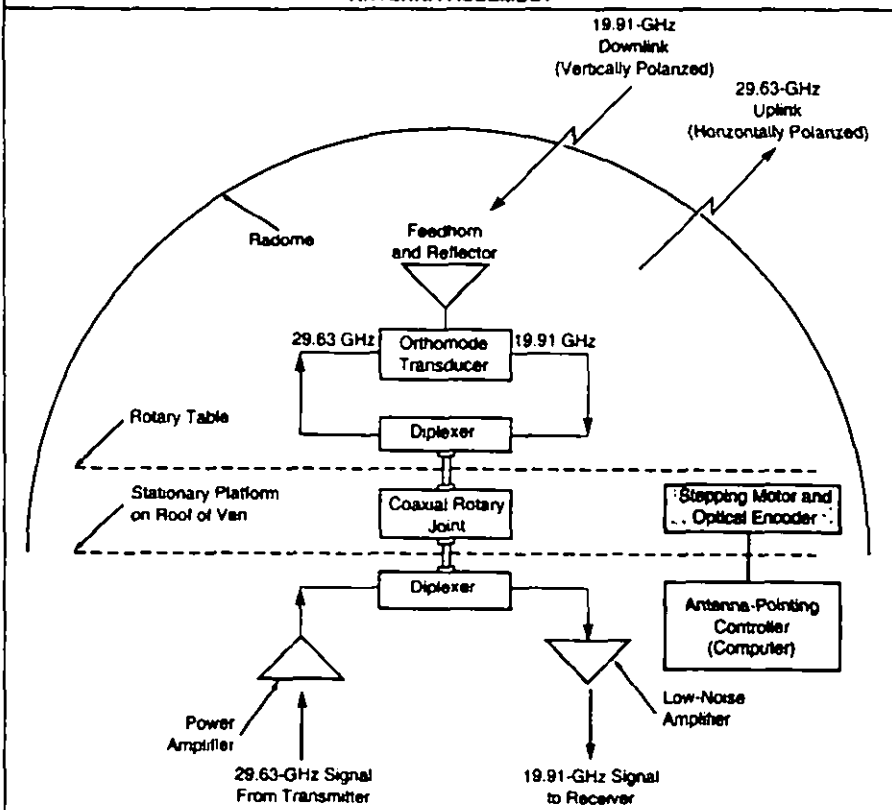 ANTENNA ASSEMBLY
19.91-GHz
Downlink
(Vertically Polarized)
29.63-GHz
Uplink
(Horizontally Polarized)
Radome
Feedhorn
and Reflector
29.63 GHz
Orthomode
Transducer
19.91 GHz
Rotary Table
Diplexer
Stationary Platform
on Roof of Van
Coaxial Rotary
Joint
Stepping Motor and
Optical Encoder
Diplexer
Antenna-Pointing
Controller
(Computer)
Power
Amplifier
Low-Noise
Amplifier
29.63-GHz Signal
From Transmitter
19.91-GHz Signal
to Receiver